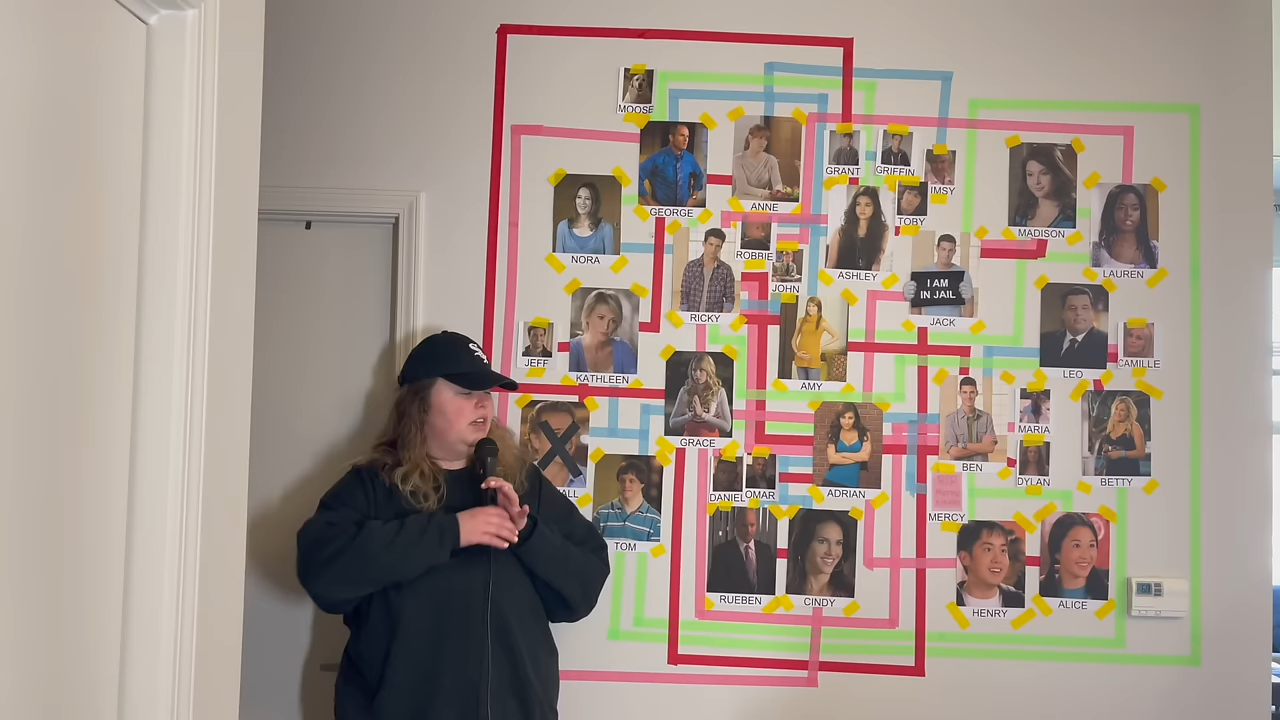 MOOSE
GEORGE
ANNE
GRANT
GRIFFIN
IMSY
TOBY
MADISON
LAUREN
NORA
ROBBIE
JOHN
ASHLEY
I AM
IN JAIL
RICKY
JACK
JEFF
KATHLEEN
AMY
LEO
CAMILLE
GRACE
MARIA
BEN
DYLAN
BETTY
ALL
DANIEL
OMAR
ADRIAN
MERCY
TOM
RUEBEN
CINDY
HENRY
ALICE